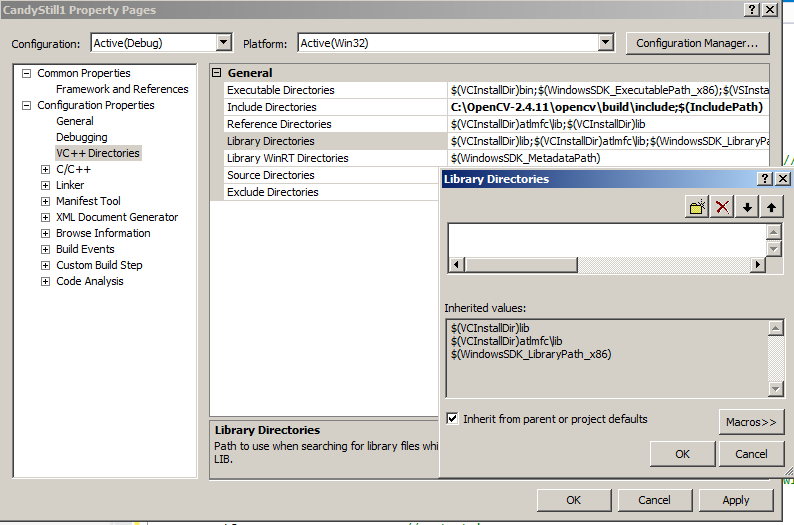 CandyStill1 Property Pages
Configuration: Active(Debug) Platform: Active(Win32) Configuration Manager...
Common Properties
Framework and References
Configuration Properties
General
Debugging
VC++ Directories
C/C++
Linker
Manifest Tool
XML Document Generator
Browse Information
Build Events
Custom Build Step
Code Analysis
General
Executable Directories $(VCInstallDir)bin;$(WindowsSDK_ExecutablePath_x86);$(VSInsta
Include Directories C:\OpenCV-2.4.11\opencv\build\include;$(IncludePath)
Reference Directories $(VCInstallDir)atlmfc\lib;$(VCInstallDir)lib
Library Directories $(VCInstallDir)lib;$(VCInstallDir)atlmfc\lib;$(WindowsSDK_LibraryPa
Library WinRT Directories $(WindowsSDK_MetadataPath)
Source Directories
Exclude Directories
Library Directories
Path to use when searching for library files whi
LIB.
Library Directories
Inherited values:
$(VCInstallDir)lib
$(VCInstallDir)atlmfc\lib
$(WindowsSDK_LibraryPath_x86)
Inherit from parent or project defaults
Macros>>
OK Cancel
OK Cancel Apply
//